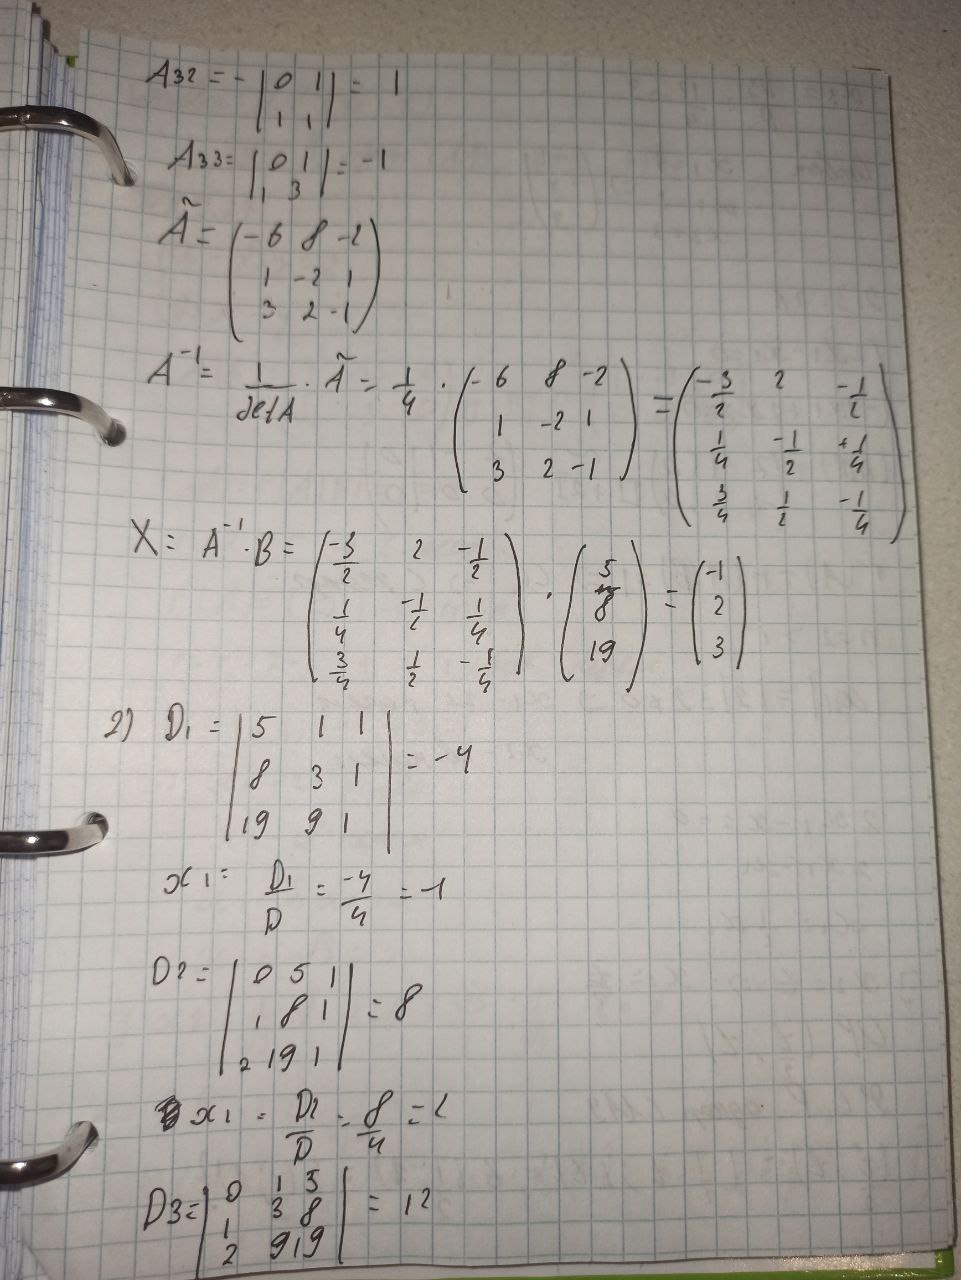 A32 = - | 0 1 | = 1
| 1 1 |
A33 = | 0 1 | = -1
| 1 3 |
Ã = ( -6 8 -2 )
( 1 -2 1 )
( 3 2 -1 )
A^-1 = 1/detA · Ã = 1/4 · ( -6 8 -2 ) = ( -3/2 2 -1/2 )
( 1 -2 1 ) ( 1/4 -1/2 +1/4 )
( 3 2 -1 ) ( 3/4 1/2 -1/4 )
X = A^-1 · B = ( -3/2 2 -1/2 ) · ( 5 ) = ( -1 )
( 1/4 -1/2 1/4 ) ( 8 ) ( 2 )
( 3/4 1/2 -1/4 ) ( 19 ) ( 3 )
2) D1 = | 5 1 1 |
| 8 3 1 | = -4
| 19 9 1 |
x1 = D1/D = -4/4 = -1
D2 = | 0 5 1 |
| 1 8 1 | = 8
| 2 19 1 |
x1 = D2/D = 8/4 = 2
D3 = | 0 1 5 |
| 1 3 8 | = 12
| 2 9 19 |